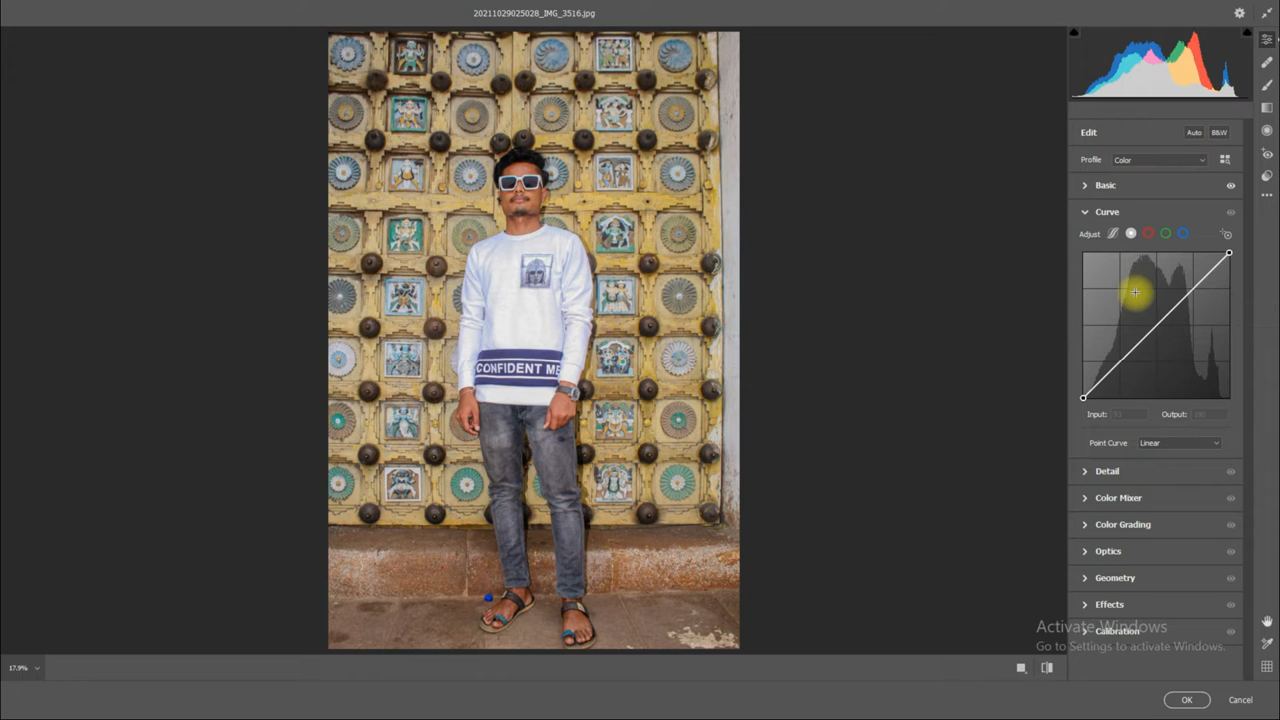 20211029025028_IMG_3516.jpg
Edit
Auto
B&W
Profile
Color
Basic
Curve
Adjust
Input:
Output:
Point Curve
Linear
Detail
Color Mixer
Color Grading
Optics
Geometry
Effects
Calibration
Activate Windows
Go to Settings to activate Windows.
CONFIDENT ME
17.9%
OK
Cancel